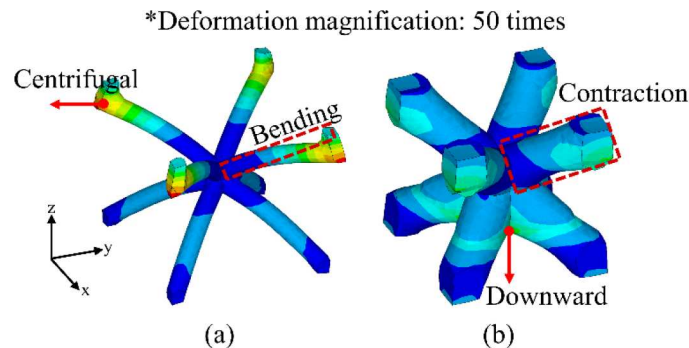 *Deformation magnification: 50 times
Centrifugal
Bending
Contraction
z
y
x
Downward
(a)
(b)